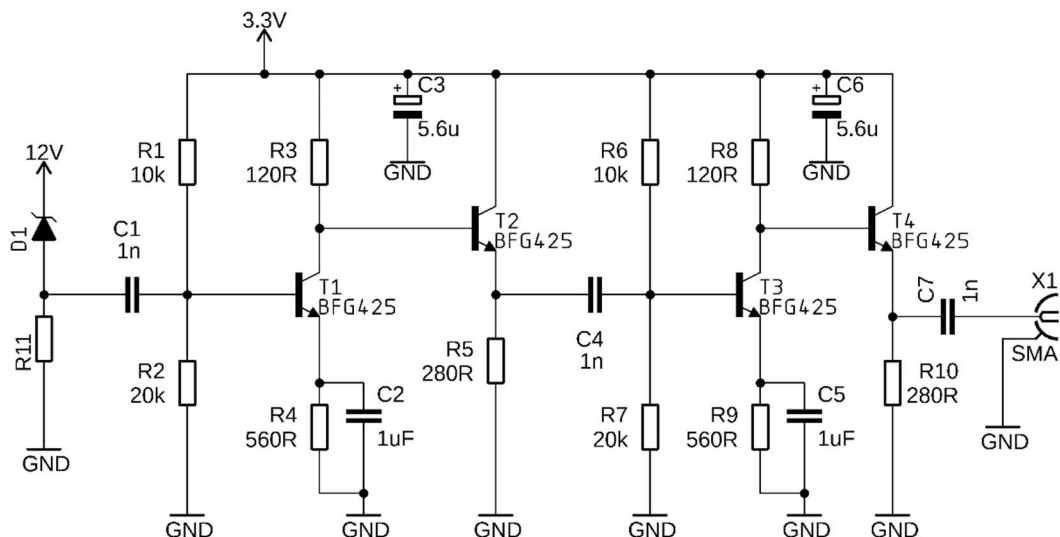 3.3V
12V
D1
R11
GND
C1
1n
R1
10k
R2
20k
GND
R3
120R
C3
+
5.6u
GND
T1
BFG425
R4
560R
C2
1uF
GND
T2
BFG425
R5
280R
GND
C4
1n
R6
10k
R7
20k
GND
R8
120R
C6
+
5.6u
GND
T3
BFG425
R9
560R
C5
1uF
GND
T4
BFG425
R10
280R
GND
C7
1n
X1
SMA
GND